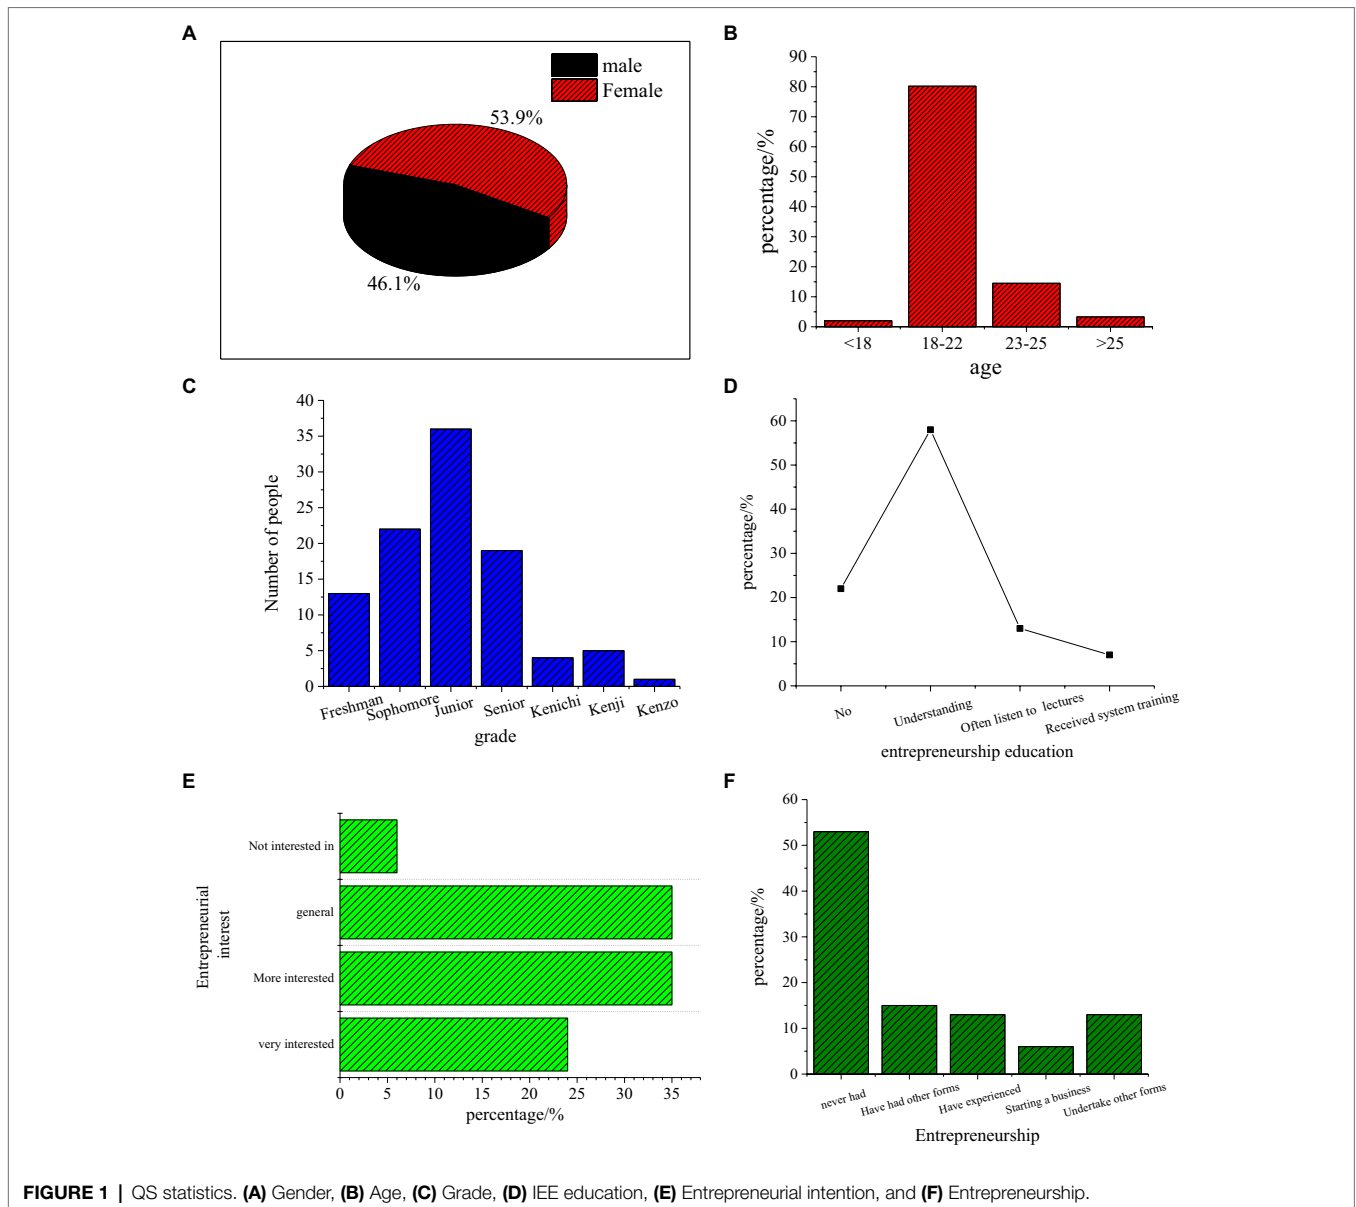 A
male
Female
53.9%
46.1%
B
90
80
70
60
50
40
30
20
10
0
percentage/%
<18 18-22 23-25 >25
age
C
40
35
30
25
20
15
10
5
0
Number of people
Freshman Sophomore Junior Senior Kenichi Kenji Kenzo
grade
D
60
50
40
30
20
10
0
percentage/%
No Understanding Often listen to lectures Received system training
entrepreneurship education
E
Entrepreneurial
interest
Not interested in
general
More interested
very interested
0 5 10 15 20 25 30 35
percentage/%
F
60
50
40
30
20
10
0
percentage/%
never had Have had other forms Have experienced Starting a business Undertake other forms
Entrepreneurship
FIGURE 1 | QS statistics. (A) Gender, (B) Age, (C) Grade, (D) IEE education, (E) Entrepreneurial intention, and (F) Entrepreneurship.